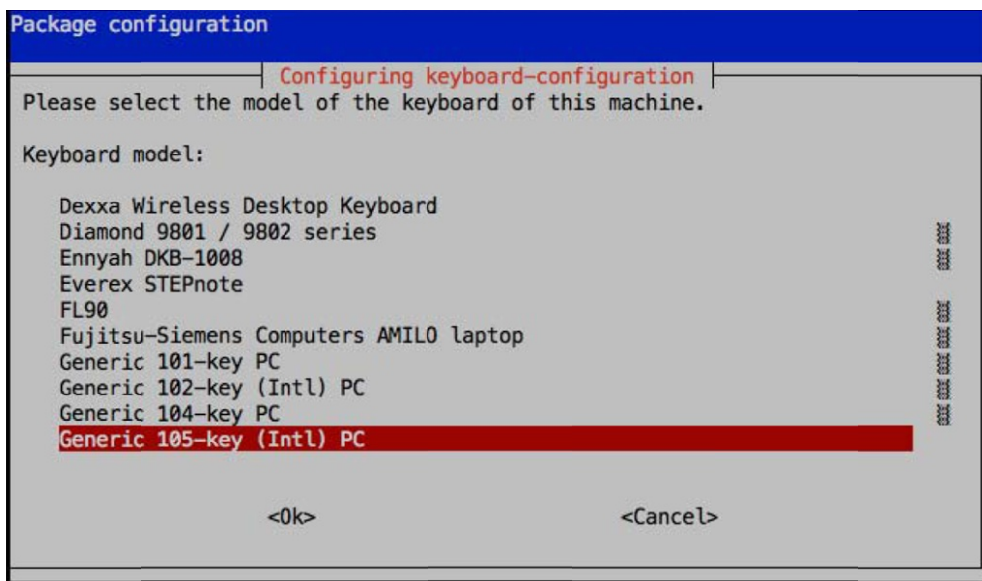 Package configuration
Configuring keyboard-configuration
Please select the model of the keyboard of this machine.
Keyboard model:
Dexxa Wireless Desktop Keyboard
Diamond 9801 / 9802 series
Ennyah DKB-1008
Everex STEPnote
FL90
Fujitsu-Siemens Computers AMILO laptop
Generic 101-key PC
Generic 102-key (Intl) PC
Generic 104-key PC
Generic 105-key (Intl) PC
<Ok> <Cancel>